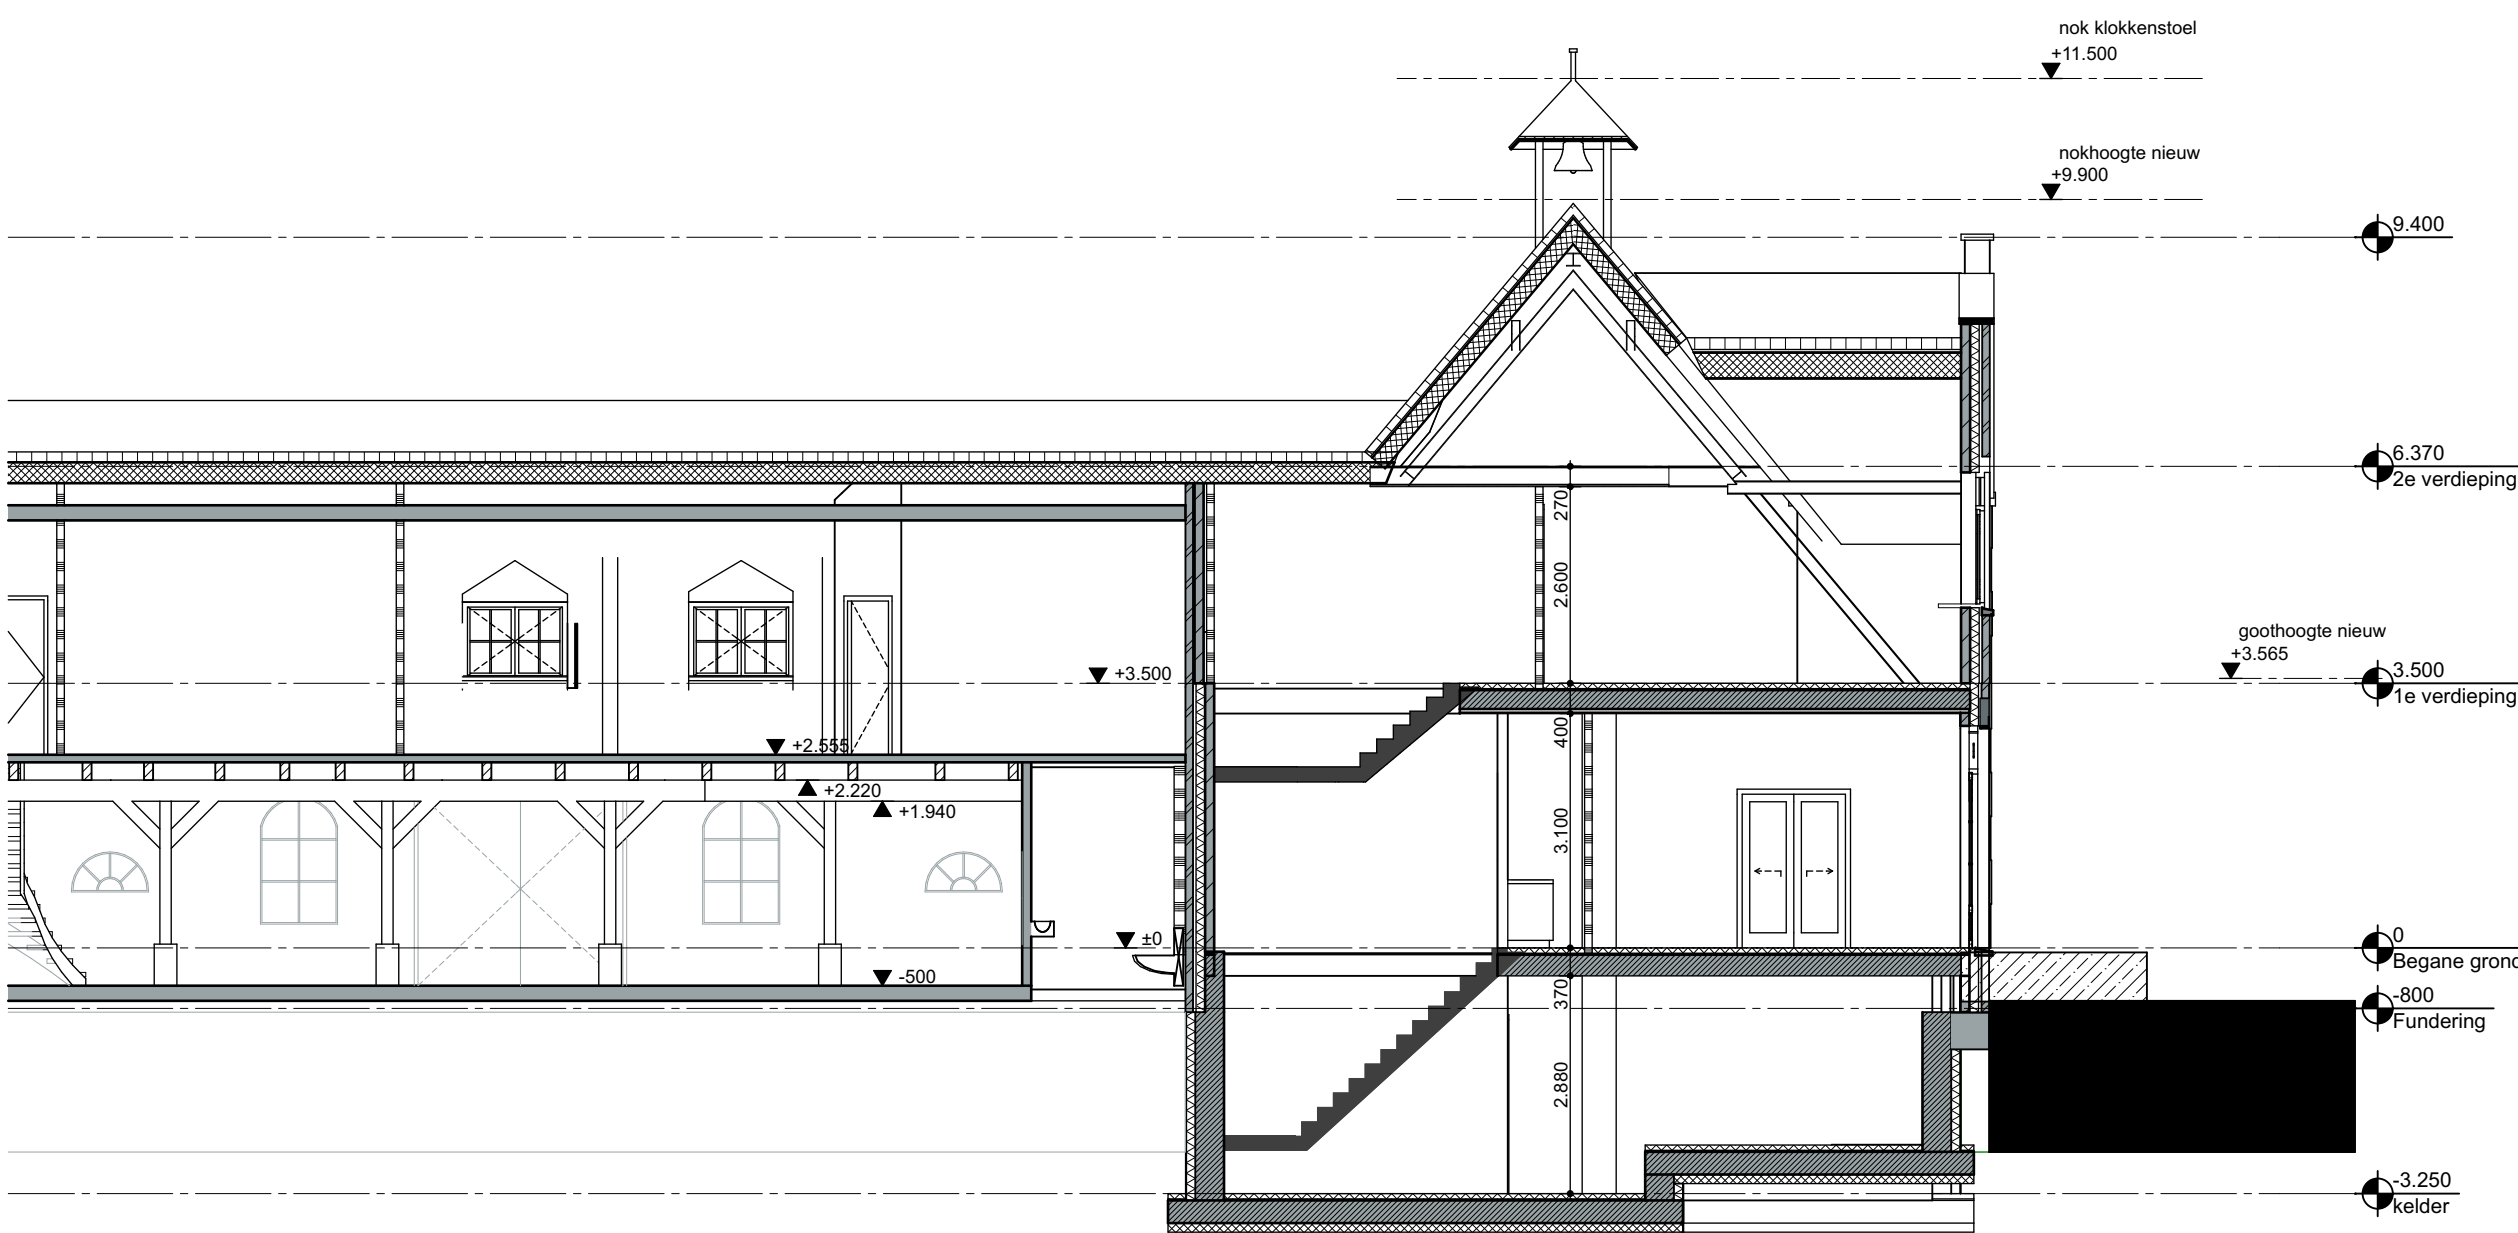 nok klokkenstoel
+11.500
nokhoogte nieuw
+9.900
9.400
6.370
2e verdieping
270
2.600
goothoogte nieuw
+3.565
+3.500
3.500
1e verdieping
400
+2.555
+2.220
+1.940
3.100
±0
0
Begane grond
-500
370
-800
Fundering
2.880
-3.250
kelder